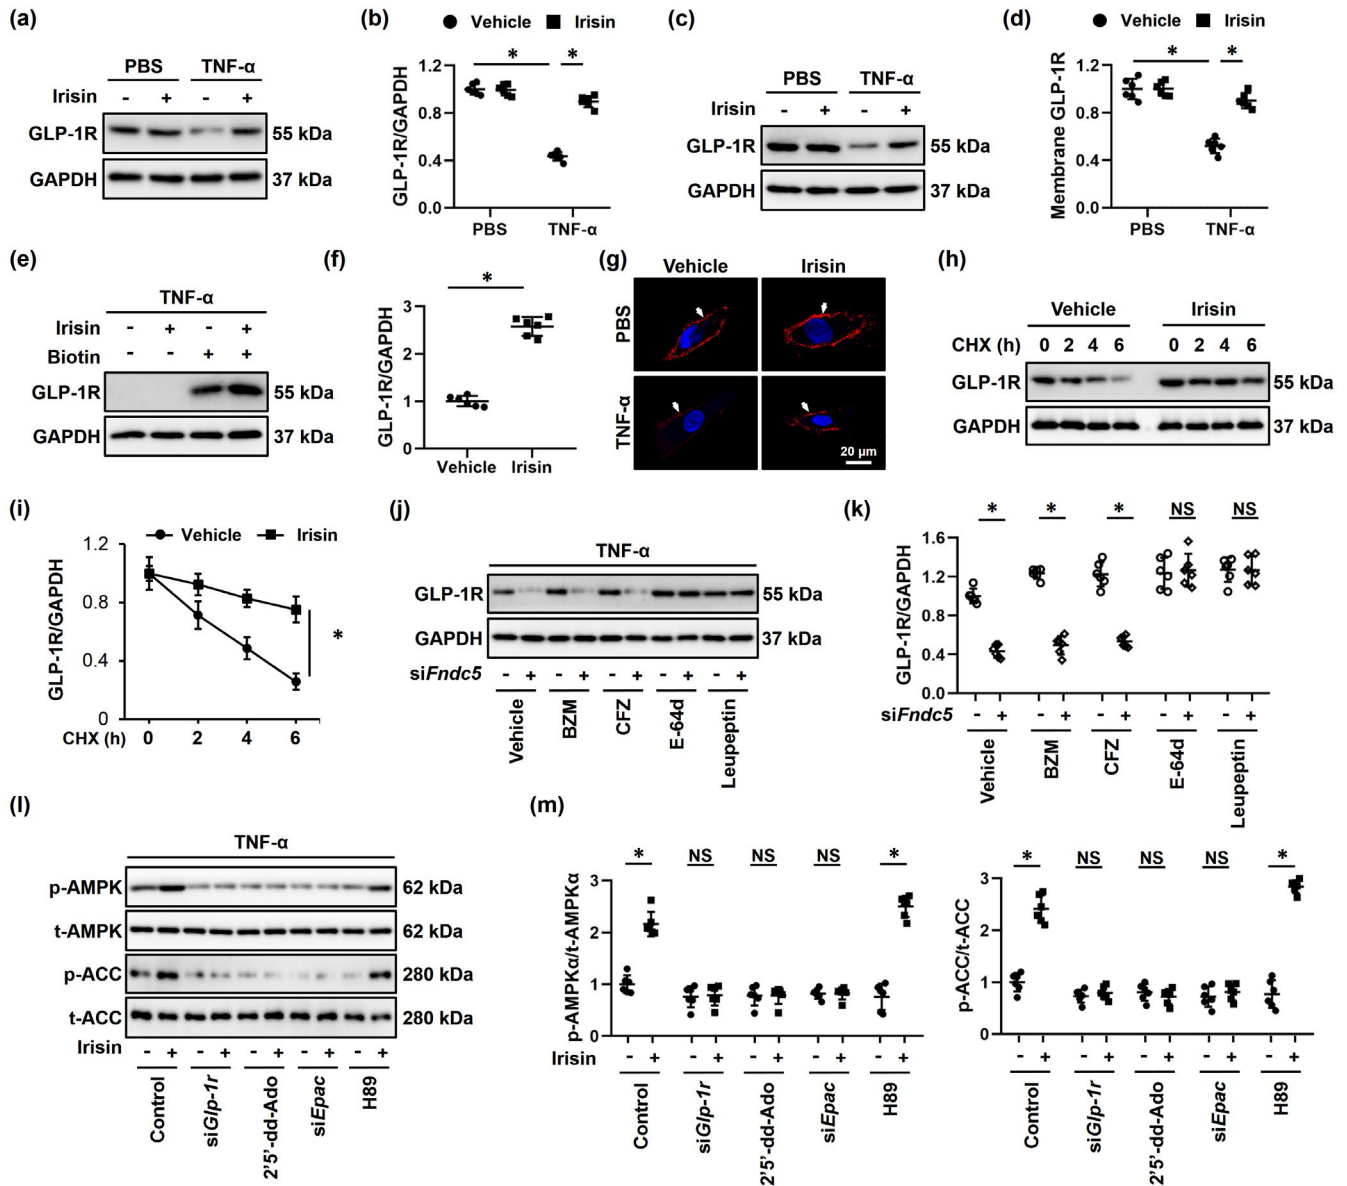 (a)
PBS TNF-α
Irisin - + - +
GLP-1R 55 kDa
GAPDH 37 kDa
(b)
Vehicle Irisin
* *
GLP-1R/GAPDH
1.2
0.8
0.4
0.0
PBS TNF-α
(c)
PBS TNF-α
Irisin - + - +
GLP-1R 55 kDa
GAPDH 37 kDa
(d)
Vehicle Irisin
* *
Membrane GLP-1R
1.2
0.8
0.4
0.0
PBS TNF-α
(e)
TNF-α
Irisin - + - +
Biotin - - + +
GLP-1R 55 kDa
GAPDH 37 kDa
(f)
*
GLP-1R/GAPDH
3
2
1
0
Vehicle Irisin
(g)
Vehicle Irisin
PBS
TNF-α
20 μm
(h)
Vehicle Irisin
CHX (h) 0 2 4 6 0 2 4 6
GLP-1R 55 kDa
GAPDH 37 kDa
(i)
Vehicle Irisin
GLP-1R/GAPDH
1.2
0.8
0.4
0
*
CHX (h) 0 2 4 6
(j)
TNF-α
GLP-1R 55 kDa
GAPDH 37 kDa
siFndc5 - + - + - + - + - +
Vehicle
BZM
CFZ
E-64d
Leupeptin
(k)
* * * NS NS
GLP-1R/GAPDH
1.6
1.2
0.8
0.4
0.0
siFndc5 - + - + - + - + - +
Vehicle
BZM
CFZ
E-64d
Leupeptin
(l)
TNF-α
p-AMPK 62 kDa
t-AMPK 62 kDa
p-ACC 280 kDa
t-ACC 280 kDa
Irisin - + - + - + - + - +
Control
siGlp-1r
2'5'-dd-Ado
siEpac
H89
(m)
* NS NS NS *
p-AMPKα/t-AMPKα
3
2
1
0
Irisin - + - + - + - + - +
Control
siGlp-1r
2'5'-dd-Ado
siEpac
H89
* NS NS NS *
p-ACC/t-ACC
3
2
1
0
- + - + - + - + - +
Control
siGlp-1r
2'5'-dd-Ado
siEpac
H89